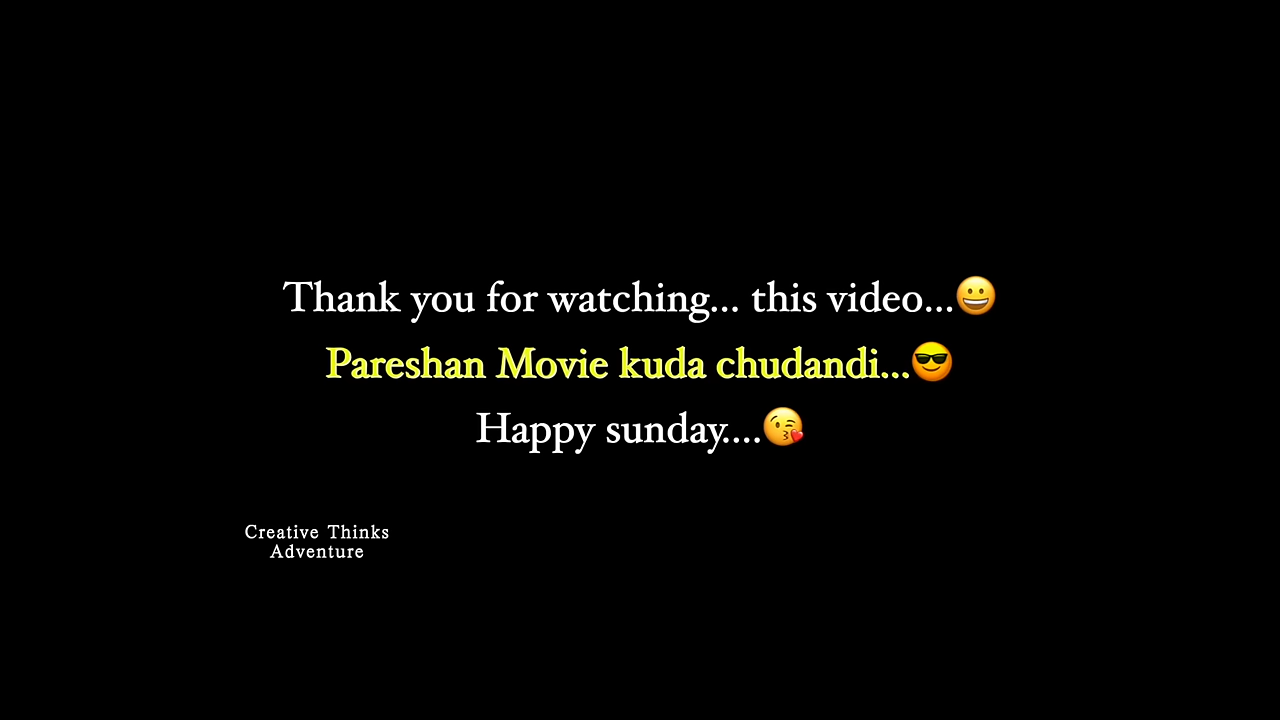 Thank you for watching... this video...😀
Pareshan Movie kuda chudandi...😎
Happy sunday....😘
Creative Thinks
Adventure